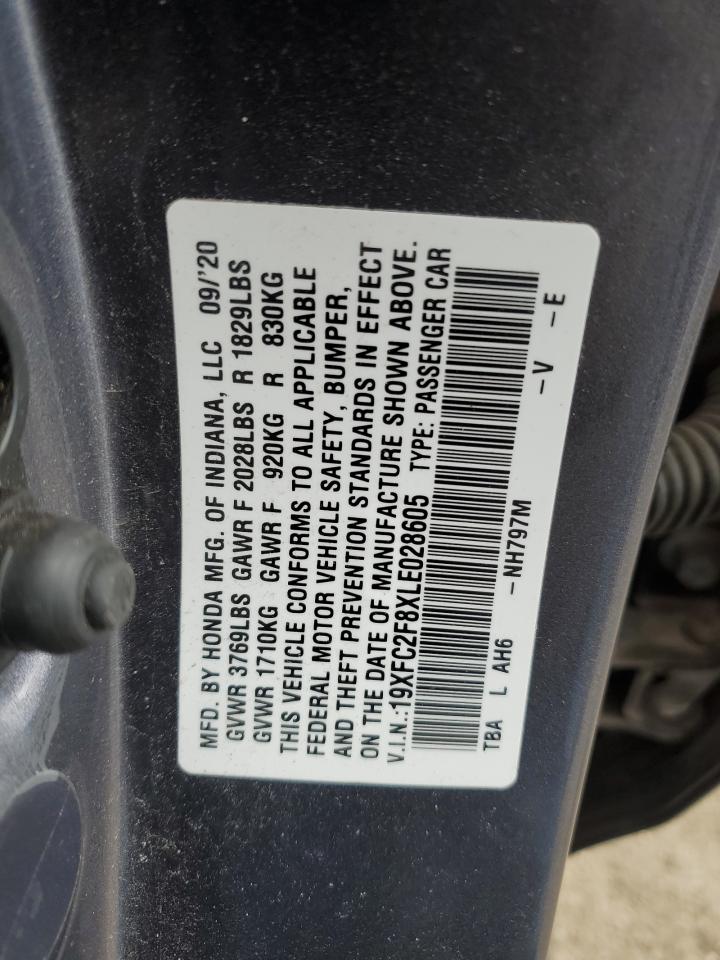 MFD. BY HONDA MFG. OF INDIANA, LLC 09/'20
GVWR 3769LBS GAWR F 2028LBS R 1829LBS
GVWR 1710KG GAWR F 920KG R 830KG
THIS VEHICLE CONFORMS TO ALL APPLICABLE
FEDERAL MOTOR VEHICLE SAFETY, BUMPER,
AND THEFT PREVENTION STANDARDS IN EFFECT
ON THE DATE OF MANUFACTURE SHOWN ABOVE.
V.I.N.:19XFC2F8XLE028605 TYPE: PASSENGER CAR
TBA L AH6 -NH797M -V -E